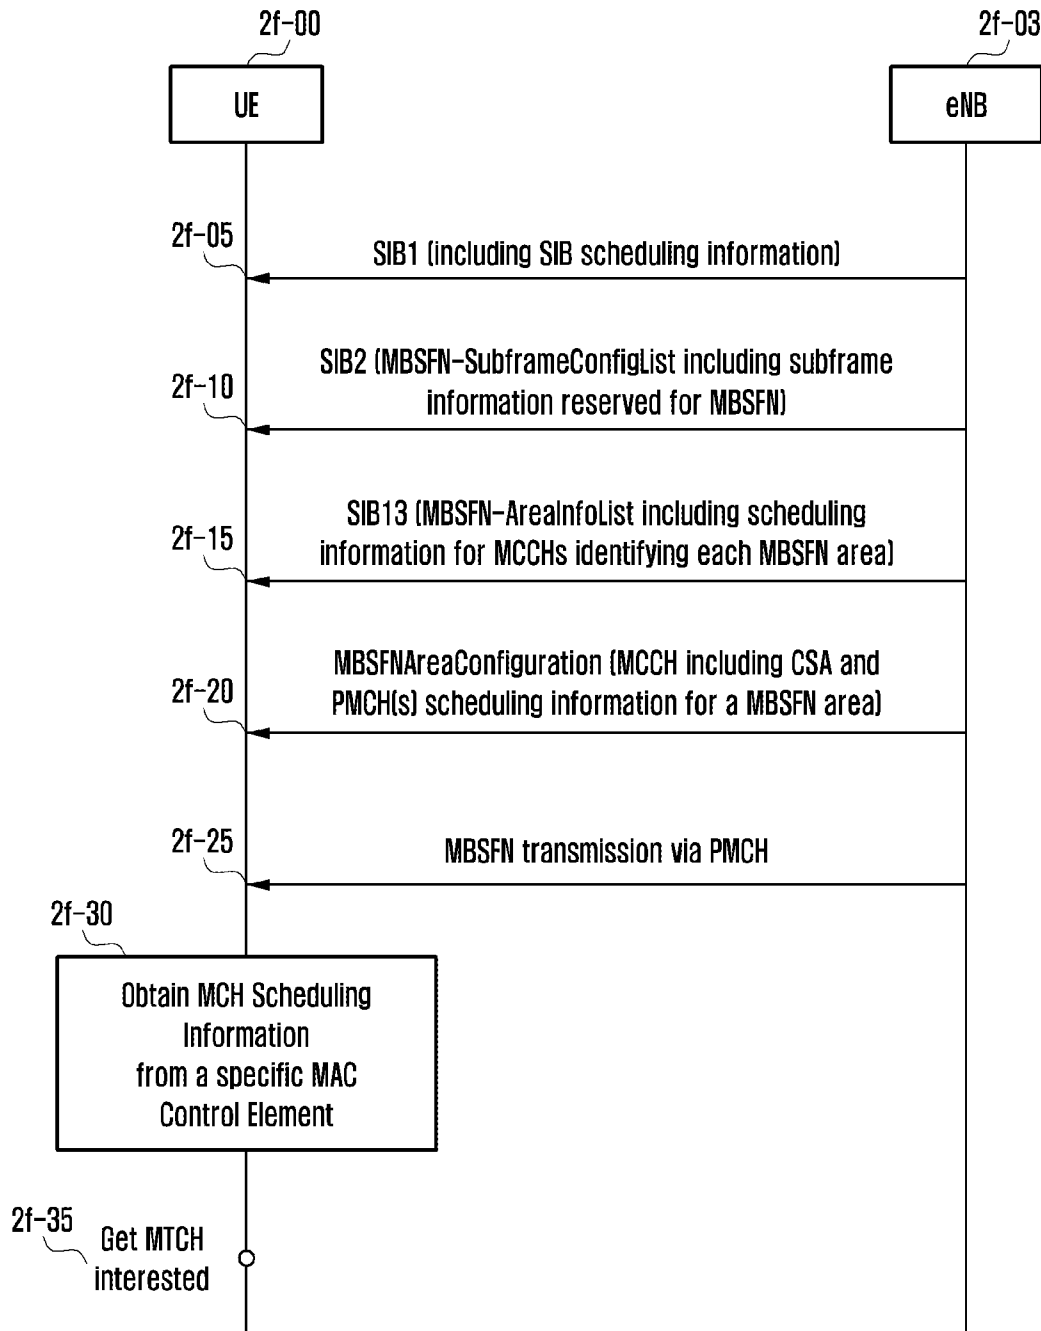 2f-00
2f-03
UE
eNB
2f-05
SIB1 (including SIB scheduling information)
2f-10
SIB2 (MBSFN-SubframeConfigList including subframe
information reserved for MBSFN)
2f-15
SIB13 (MBSFN-AreaInfoList including scheduling
information for MCCHs identifying each MBSFN area)
2f-20
MBSFNAreaConfiguration (MCCH including CSA and
PMCH(s) scheduling information for a MBSFN area)
2f-25
MBSFN transmission via PMCH
2f-30
Obtain MCH Scheduling
Information
from a specific MAC
Control Element
2f-35
Get MTCH
interested